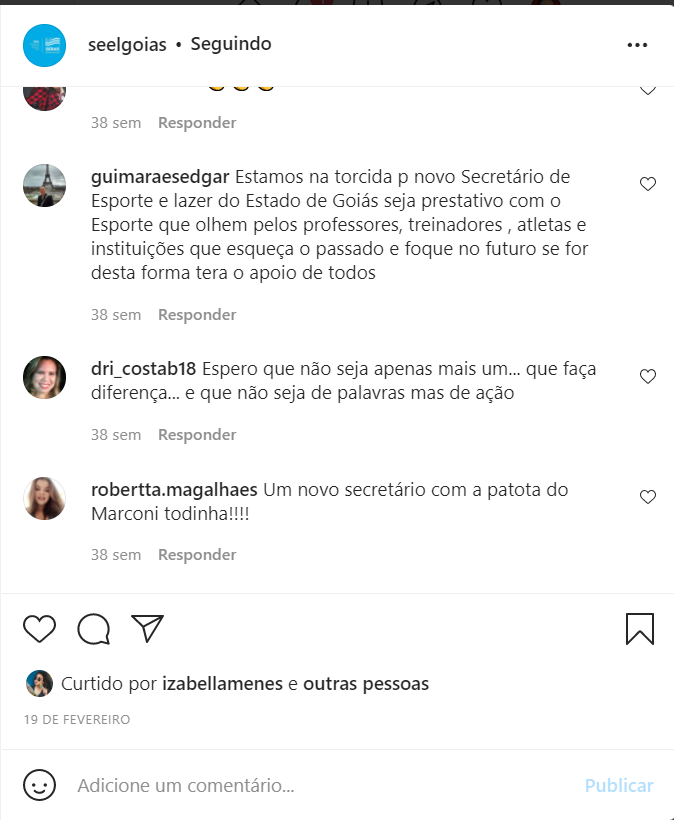 seelgoias • Seguindo
38 sem Responder
guimaraesedgar Estamos na torcida p novo Secretário de
Esporte e lazer do Estado de Goiás seja prestativo com o
Esporte que olhem pelos professores, treinadores , atletas e
instituições que esqueça o passado e foque no futuro se for
desta forma tera o apoio de todos
38 sem Responder
dri_costab18 Espero que não seja apenas mais um... que faça
diferença... e que não seja de palavras mas de ação
38 sem Responder
robertta.magalhaes Um novo secretário com a patota do
Marconi todinha!!!!
38 sem Responder
Curtido por izabellamenes e outras pessoas
19 DE FEVEREIRO
Adicione um comentário... Publicar